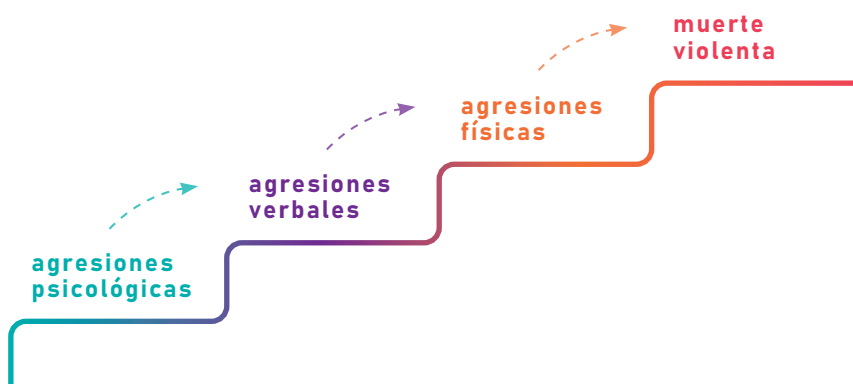 muerte
violenta
agresiones
físicas
agresiones
verbales
agresiones
psicológicas